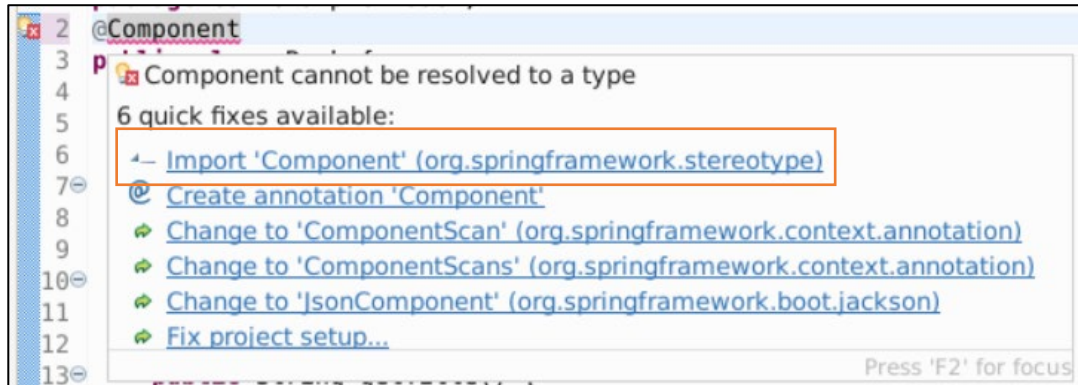 2 @Component
3 p
Component cannot be resolved to a type
4
5 6 quick fixes available:
6 Import 'Component' (org.springframework.stereotype)
7 Create annotation 'Component'
8 Change to 'ComponentScan' (org.springframework.context.annotation)
9
10 Change to 'ComponentScans' (org.springframework.context.annotation)
11 Change to 'JsonComponent' (org.springframework.boot.jackson)
12 Fix project setup...
Press 'F2' for focus
13